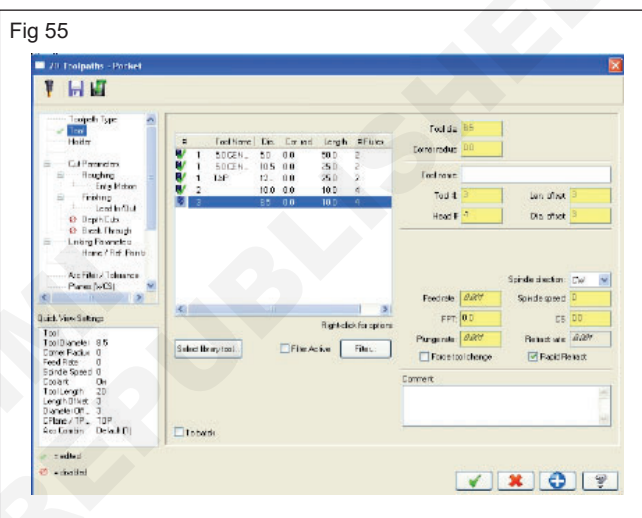 Fig 55
2D Toolpaths - Pocket
Toolpath Type
Tool
Holder
Cut Parameters
Roughing
Entry Motion
Finishing
Lead In/Out
Depth Cuts
Break Through
Linking Parameters
Home / Ref. Points
Arc Filter / Tolerance
Planes (WCS)
# Tool Name Dia. Cor. rad. Length # Flutes
1 5.0 CEN... 5.0 0.0 50.0 2
1 5.0 CEN... 10.5 0.0 25.0 2
1 12... 0.0 25.0 2
2 10.0 0.0 10.0 4
3 8.5 0.0 10.0 4
Right-click for options
Select library tool...
Filter Active
Filter...
To batch
Tool dia: 8.5
Corner radius: 0.0
Tool name:
Tool #: 3
Len. offset: 3
Head #: -1
Dia. offset: 3
Spindle direction: CW
Feed rate:
Spindle speed: 0
FPT: 0.0
CS 0.0
Plunge rate:
Retract rate:
Force tool change
Rapid Retract
Comment
Quick View Settings
Tool
Tool Diameter 8.5
Corner Radius 0
Feed Rate 0
Spindle Speed 0
Coolant On
Tool Length 20
Length Offset 3
Diameter Off... 3
CPlane / TP... TOP
Axis Combin... Default (1)
= edited
= disabled